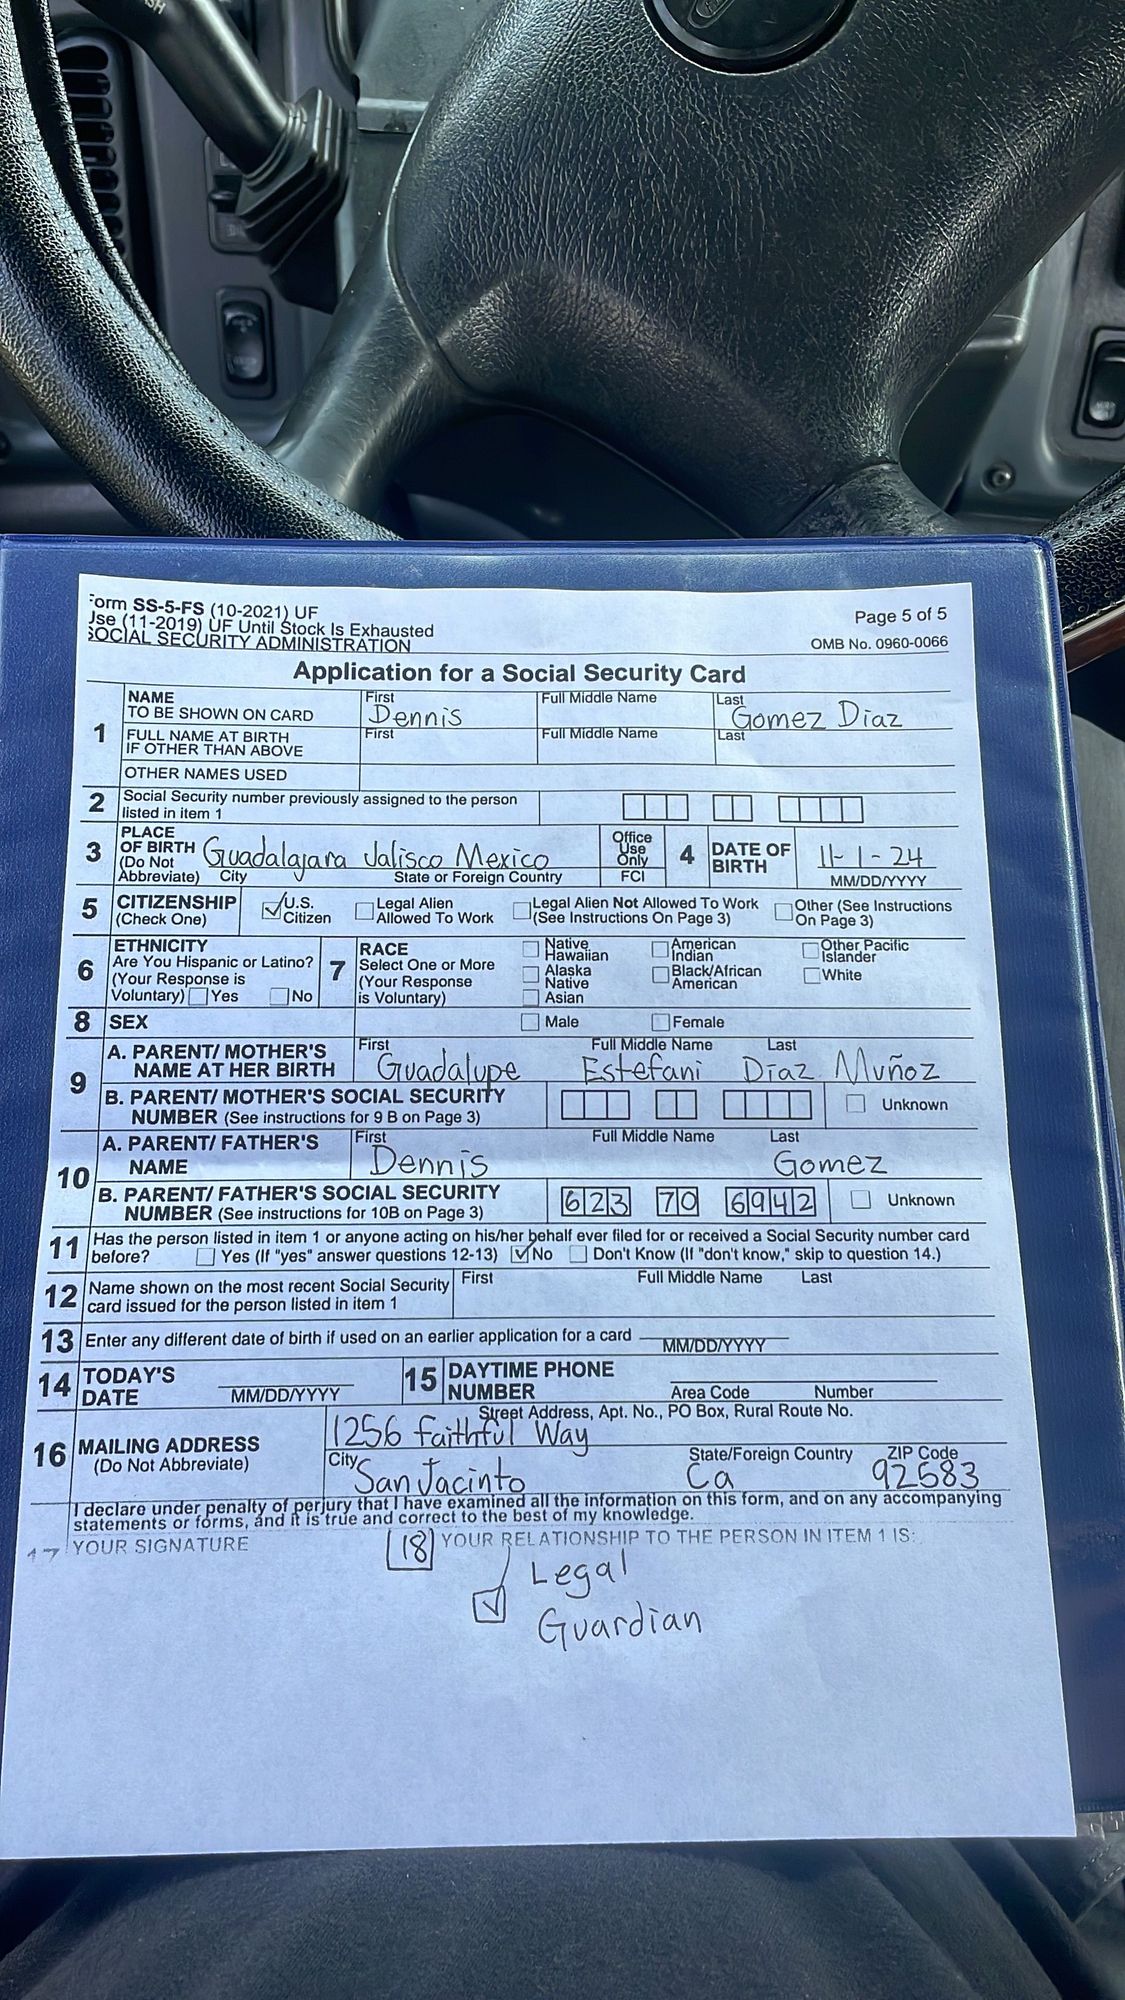 Form SS-5-FS (10-2021) UF
Use (11-2019) UF Until Stock Is Exhausted
SOCIAL SECURITY ADMINISTRATION
Page 5 of 5
OMB No. 0960-0066
Application for a Social Security Card
1 NAME TO BE SHOWN ON CARD First Dennis Full Middle Name Last Gomez Diaz
FULL NAME AT BIRTH IF OTHER THAN ABOVE First Full Middle Name Last
OTHER NAMES USED
2 Social Security number previously assigned to the person listed in item 1
3 PLACE OF BIRTH (Do Not Abbreviate) Guadalajara Jalisco Mexico City State or Foreign Country Office Use Only FCI 4 DATE OF BIRTH 11-1-24 MM/DD/YYYY
5 CITIZENSHIP (Check One) U.S. Citizen Legal Alien Allowed To Work Legal Alien Not Allowed To Work (See Instructions On Page 3) Other (See Instructions On Page 3)
6 ETHNICITY Are You Hispanic or Latino? (Your Response is Voluntary) Yes No 7 RACE Select One or More (Your Response is Voluntary) Native Hawaiian Alaska Native Asian American Indian Black/African American Other Pacific Islander White
8 SEX Male Female
9 A. PARENT/ MOTHER'S NAME AT HER BIRTH First Guadalupe Full Middle Name Estefani Last Diaz Muñoz
B. PARENT/ MOTHER'S SOCIAL SECURITY NUMBER (See instructions for 9 B on Page 3) Unknown
10 A. PARENT/ FATHER'S NAME First Dennis Full Middle Name Last Gomez
B. PARENT/ FATHER'S SOCIAL SECURITY NUMBER (See instructions for 10B on Page 3) 623 70 6942 Unknown
11 Has the person listed in item 1 or anyone acting on his/her behalf ever filed for or received a Social Security number card
before? Yes (If "yes" answer questions 12-13) No Don't Know (If "don't know," skip to question 14.)
12 Name shown on the most recent Social Security card issued for the person listed in item 1 First Full Middle Name Last
13 Enter any different date of birth if used on an earlier application for a card MM/DD/YYYY
14 TODAY'S DATE MM/DD/YYYY 15 DAYTIME PHONE NUMBER Area Code Number
16 MAILING ADDRESS (Do Not Abbreviate) Street Address, Apt. No., PO Box, Rural Route No.
1256 Faithful Way
City San Jacinto State/Foreign Country Ca ZIP Code 92583
I declare under penalty of perjury that I have examined all the information on this form, and on any accompanying
statements or forms, and it is true and correct to the best of my knowledge.
17 YOUR SIGNATURE 18 YOUR RELATIONSHIP TO THE PERSON IN ITEM 1 IS:
Legal
Guardian